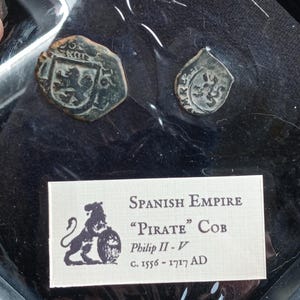 Spanish Empire
“Pirate” Cob
Philip II - V
c. 1556 - 1717 AD